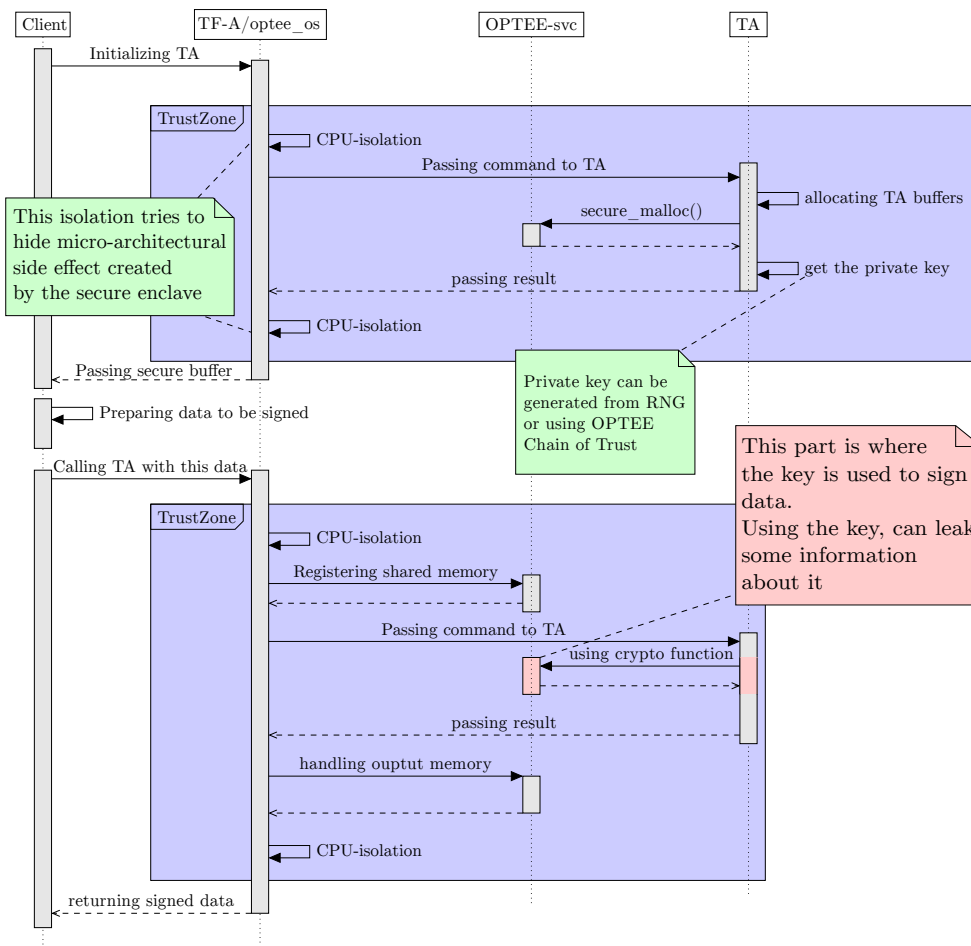 Client
TF-A/optee_os
OPTEE-svc
TA
Initializing TA
TrustZone
CPU-isolation
Passing command to TA
allocating TA buffers
secure_malloc()
This isolation tries to
hide micro-architectural
side effect created
by the secure enclave
get the private key
passing result
CPU-isolation
Passing secure buffer
Private key can be
generated from RNG
or using OPTEE
Chain of Trust
Preparing data to be signed
This part is where
the key is used to sign
data.
Using the key, can leak
some information
about it
Calling TA with this data
TrustZone
CPU-isolation
Registering shared memory
Passing command to TA
using crypto function
passing result
handling ouptut memory
CPU-isolation
returning signed data